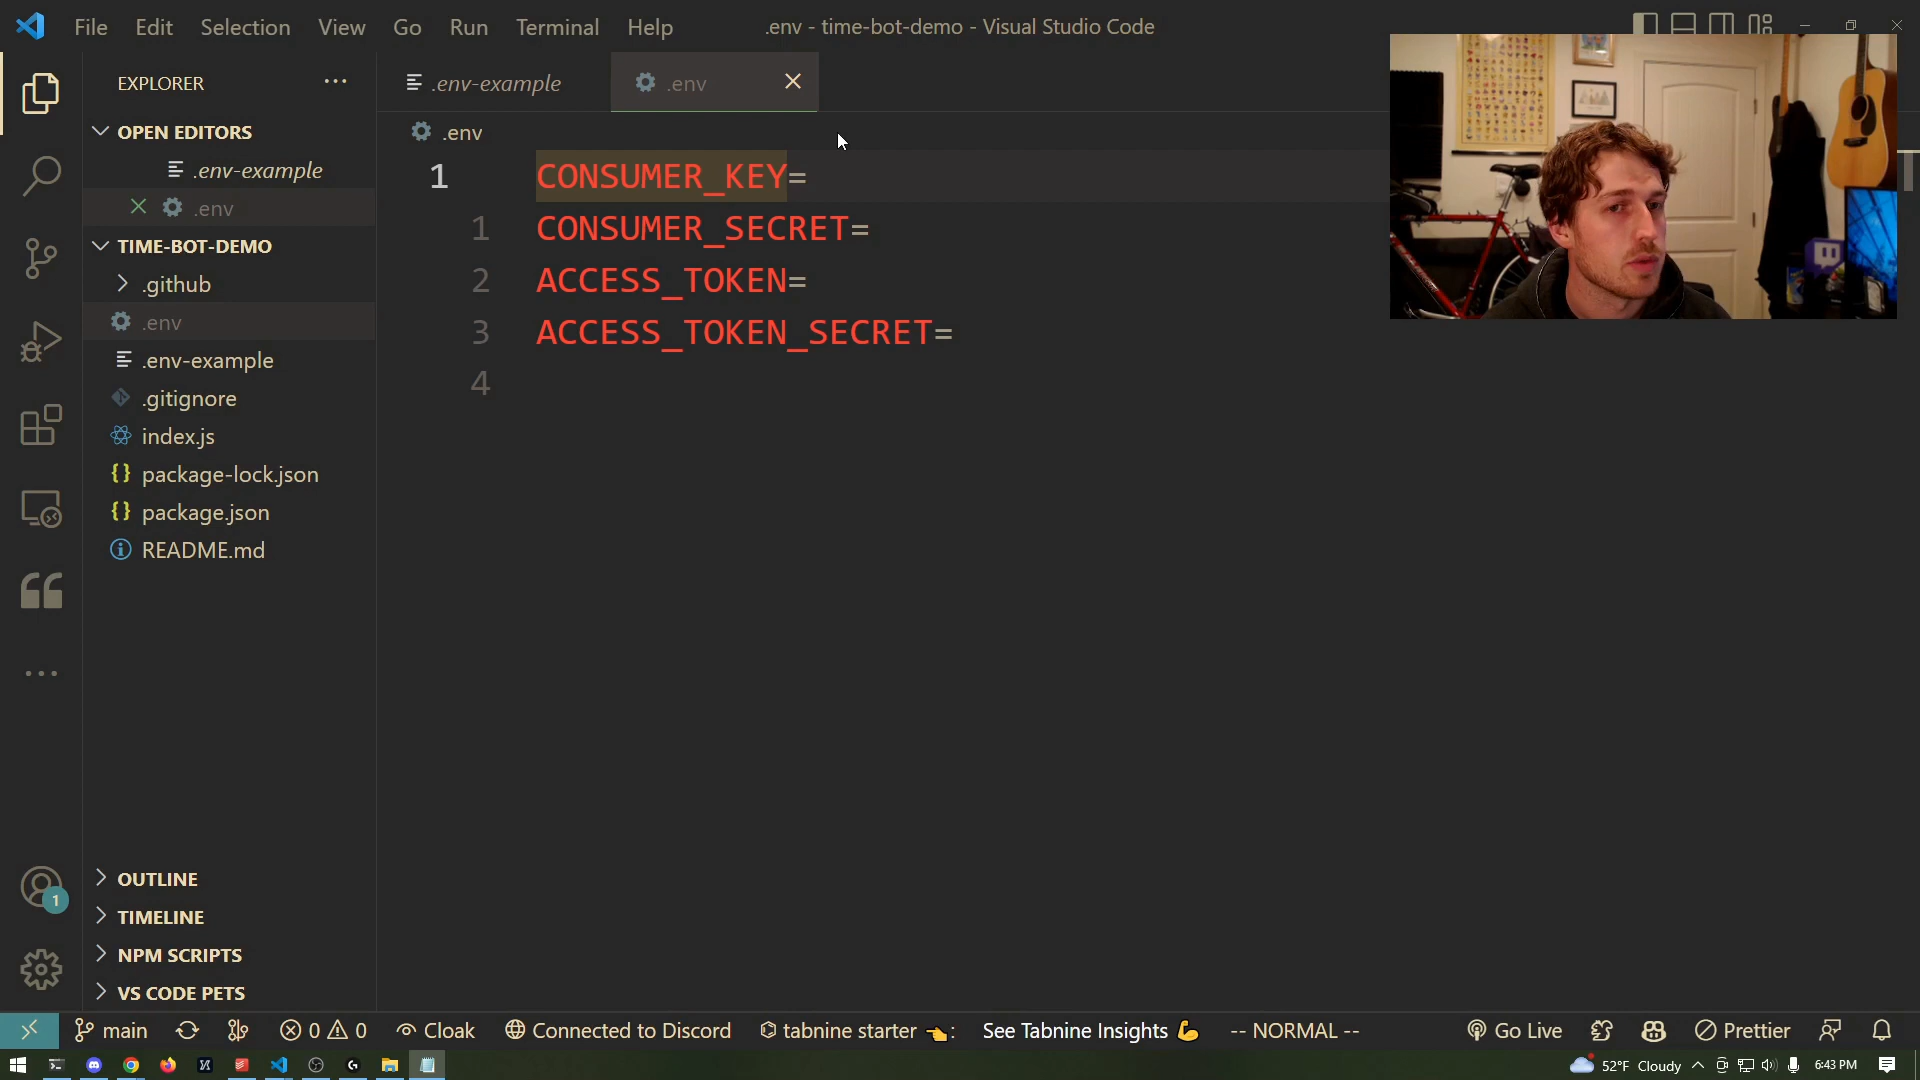 File Edit Selection View Go Run Terminal Help .env - time-bot-demo - Visual Studio Code
EXPLORER
.env-example
.env
OPEN EDITORS
.env-example
.env
TIME-BOT-DEMO
.github
.env
.env-example
.gitignore
index.js
package-lock.json
package.json
README.md
.env
1 CONSUMER_KEY=
1 CONSUMER_SECRET=
2 ACCESS_TOKEN=
3 ACCESS_TOKEN_SECRET=
4
1
OUTLINE
TIMELINE
NPM SCRIPTS
VS CODE PETS
main 0 0 Cloak Connected to Discord tabnine starter : See Tabnine Insights -- NORMAL -- Go Live Prettier
52°F Cloudy 6:43 PM